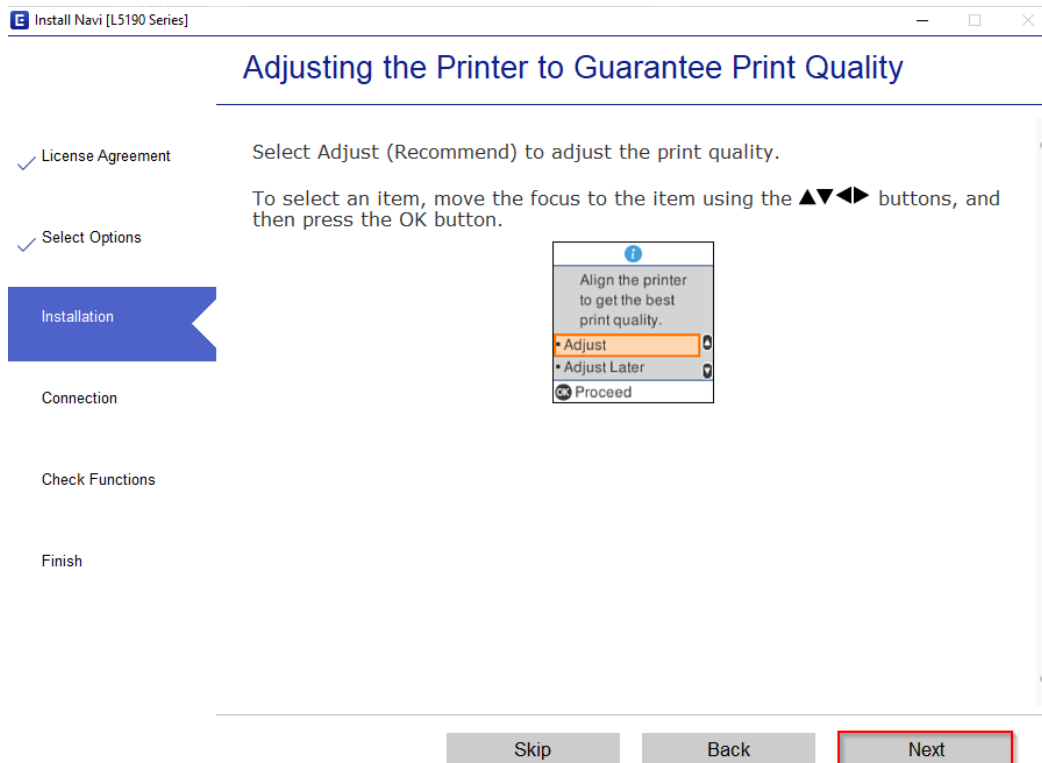 E Install Navi [L5190 Series]
Adjusting the Printer to Guarantee Print Quality
License Agreement
Select Options
Installation
Connection
Check Functions
Finish
Select Adjust (Recommend) to adjust the print quality.
To select an item, move the focus to the item using the ▲▼◀▶ buttons, and
then press the OK button.
i
Align the printer
to get the best
print quality.
▪ Adjust
▪ Adjust Later
OK Proceed
Skip Back Next